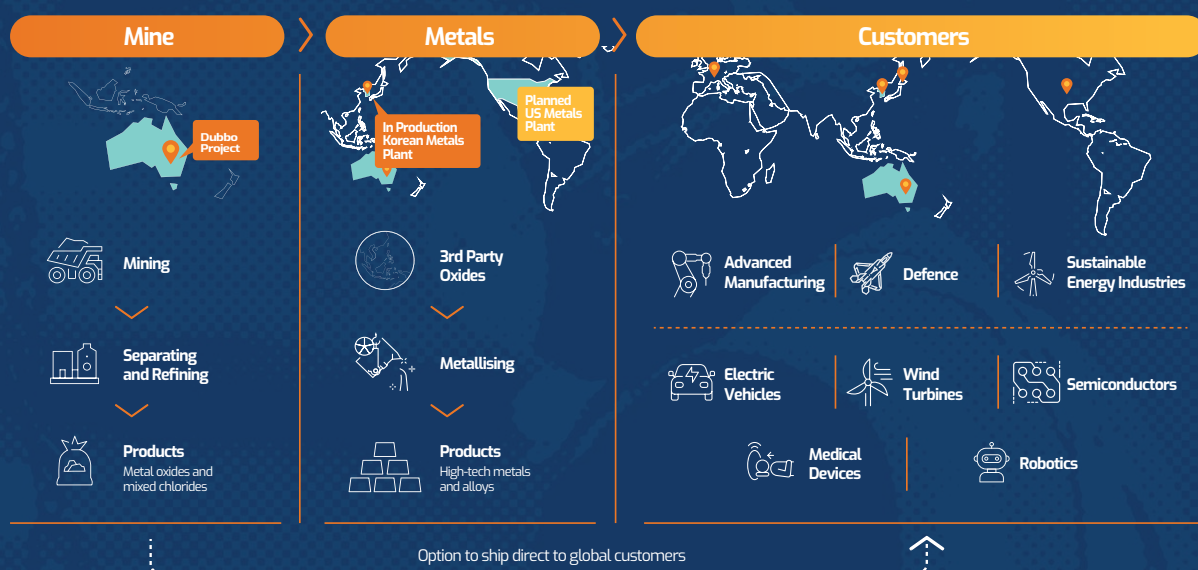 Mine
Metals
Customers
Dubbo
Project
In Production
Korean Metals
Plant
Planned
US Metals
Plant
Mining
Separating
and Refining
Products
Metal oxides and
mixed chlorides
3rd Party
Oxides
Metallising
Products
High-tech metals
and alloys
Advanced
Manufacturing
Defence
Sustainable
Energy Industries
Electric
Vehicles
Wind
Turbines
Semiconductors
Medical
Devices
Robotics
Option to ship direct to global customers